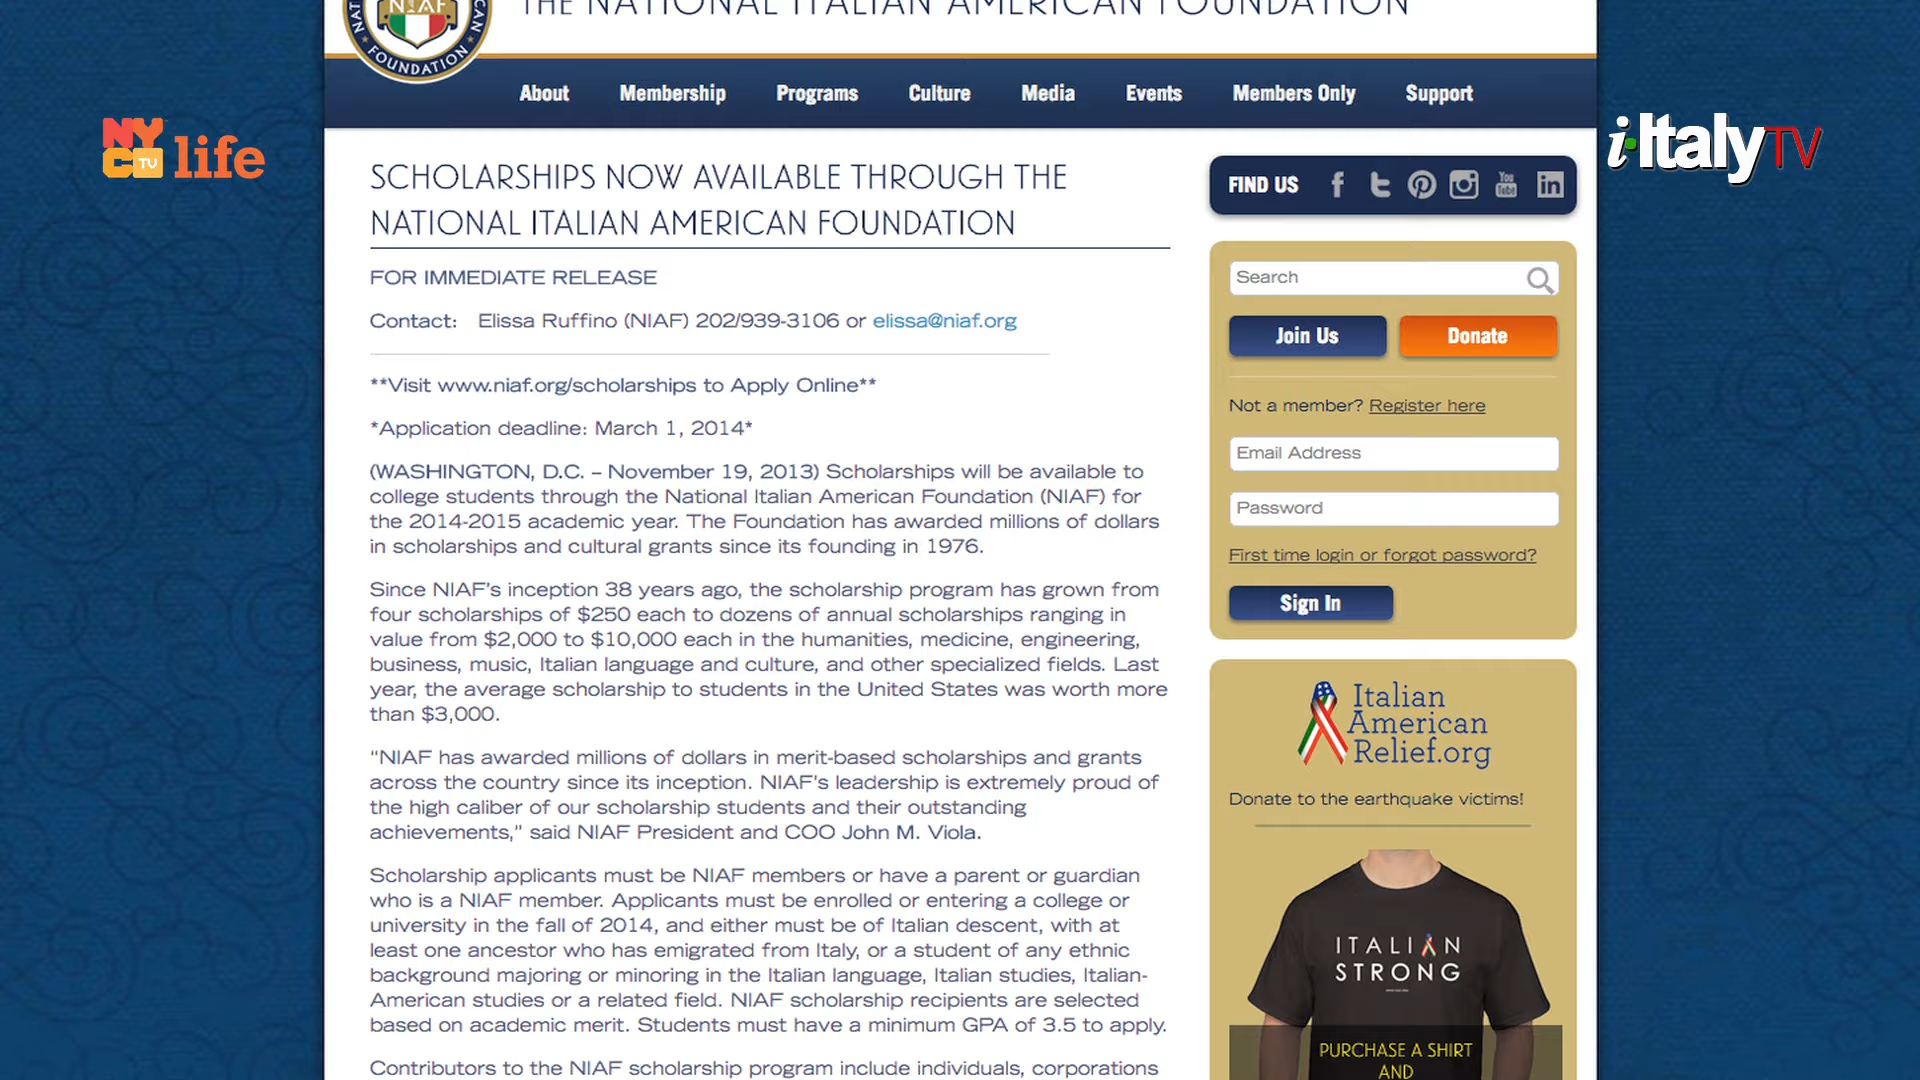 THE NATIONAL ITALIAN AMERICAN FOUNDATION
NIAF
FOUNDATION
About Membership Programs Culture Media Events Members Only Support
NYC TV life
i-Italy TV
SCHOLARSHIPS NOW AVAILABLE THROUGH THE
NATIONAL ITALIAN AMERICAN FOUNDATION
FOR IMMEDIATE RELEASE
Contact: Elissa Ruffino (NIAF) 202/939-3106 or elissa@niaf.org
**Visit www.niaf.org/scholarships to Apply Online**
*Application deadline: March 1, 2014*
(WASHINGTON, D.C. – November 19, 2013) Scholarships will be available to
college students through the National Italian American Foundation (NIAF) for
the 2014-2015 academic year. The Foundation has awarded millions of dollars
in scholarships and cultural grants since its founding in 1976.
Since NIAF's inception 38 years ago, the scholarship program has grown from
four scholarships of $250 each to dozens of annual scholarships ranging in
value from $2,000 to $10,000 each in the humanities, medicine, engineering,
business, music, Italian language and culture, and other specialized fields. Last
year, the average scholarship to students in the United States was worth more
than $3,000.
“NIAF has awarded millions of dollars in merit-based scholarships and grants
across the country since its inception. NIAF's leadership is extremely proud of
the high caliber of our scholarship students and their outstanding
achievements,” said NIAF President and COO John M. Viola.
Scholarship applicants must be NIAF members or have a parent or guardian
who is a NIAF member. Applicants must be enrolled or entering a college or
university in the fall of 2014, and either must be of Italian descent, with at
least one ancestor who has emigrated from Italy, or a student of any ethnic
background majoring or minoring in the Italian language, Italian studies, Italian-
American studies or a related field. NIAF scholarship recipients are selected
based on academic merit. Students must have a minimum GPA of 3.5 to apply.
Contributors to the NIAF scholarship program include individuals, corporations
FIND US You Tube in
Search
Join Us Donate
Not a member? Register here
Email Address
Password
First time login or forgot password?
Sign In
Italian
American
Relief.org
Donate to the earthquake victims!
ITALIAN
STRONG
PURCHASE A SHIRT
AND